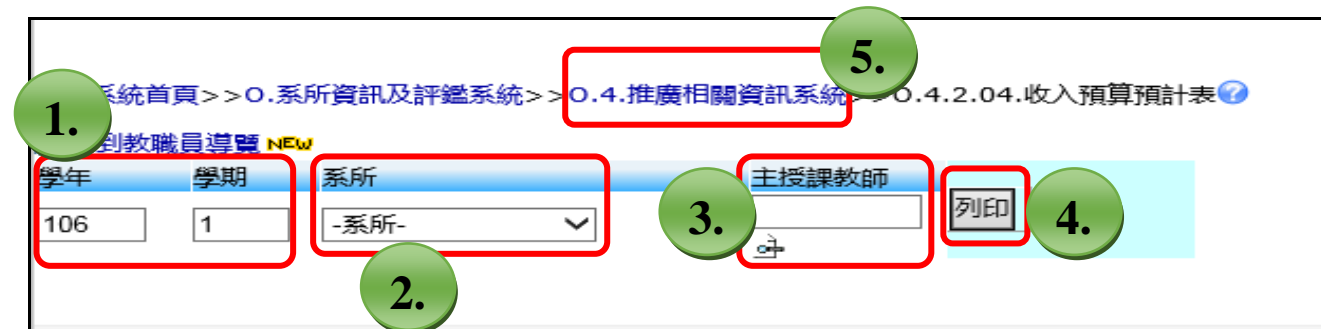 5.
系統首頁>>O.系所資訊及評鑑系統>>O.4.推廣相關資訊系統>>O.4.2.04.收入預算預計表?
1.
到教職員導覽 NEW
學年 學期 系所 主授課教師
106 1 -系所- 3. 列印 4.
2.